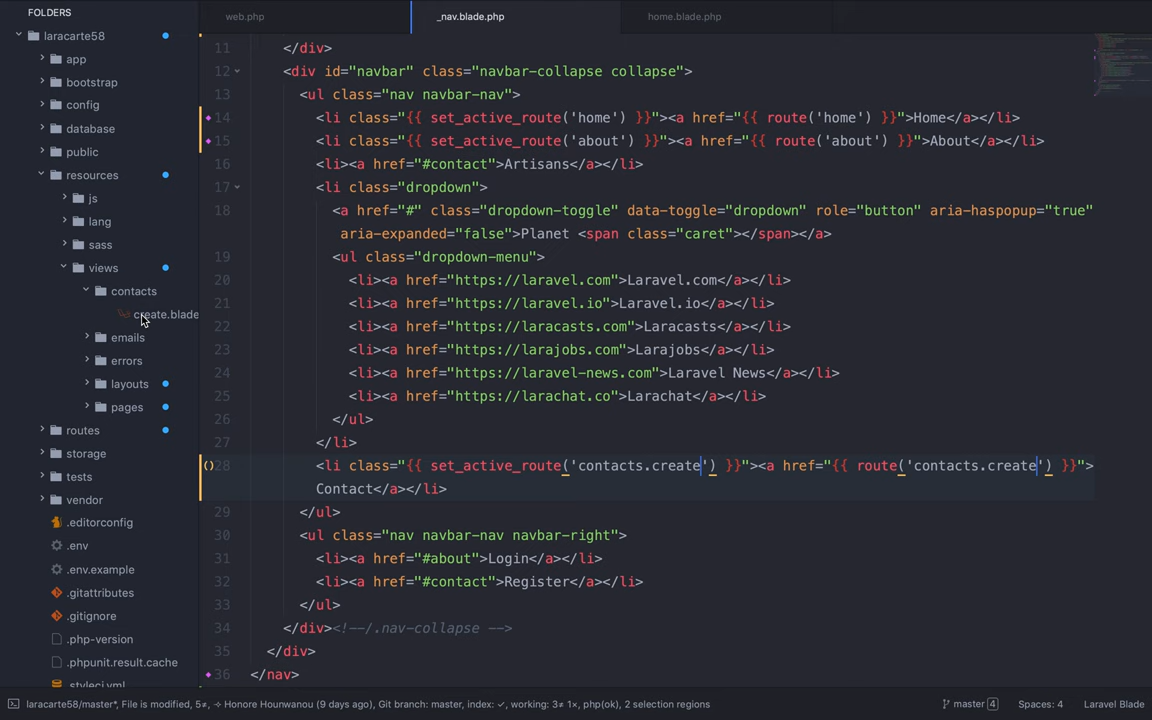 FOLDERS
laracarte58
app
bootstrap
config
database
public
resources
js
lang
sass
views
contacts
create.blade
emails
errors
layouts
pages
routes
storage
tests
vendor
.editorconfig
.env
.env.example
.gitattributes
.gitignore
.php-version
.phpunit.result.cache
.styleci.yml
web.php
_nav.blade.php
home.blade.php
11 </div>
12 <div id="navbar" class="navbar-collapse collapse">
13 <ul class="nav navbar-nav">
14 <li class="{{ set_active_route('home') }}"><a href="{{ route('home') }}">Home</a></li>
15 <li class="{{ set_active_route('about') }}"><a href="{{ route('about') }}">About</a></li>
16 <li><a href="#contact">Artisans</a></li>
17 <li class="dropdown">
18 <a href="#" class="dropdown-toggle" data-toggle="dropdown" role="button" aria-haspopup="true"
aria-expanded="false">Planet <span class="caret"></span></a>
19 <ul class="dropdown-menu">
20 <li><a href="https://laravel.com">Laravel.com</a></li>
21 <li><a href="https://laravel.io">Laravel.io</a></li>
22 <li><a href="https://laracasts.com">Laracasts</a></li>
23 <li><a href="https://larajobs.com">Larajobs</a></li>
24 <li><a href="https://laravel-news.com">Laravel News</a></li>
25 <li><a href="https://larachat.co">Larachat</a></li>
26 </ul>
27 </li>
()28 <li class="{{ set_active_route('contacts.create') }}"><a href="{{ route('contacts.create') }}">
Contact</a></li>
29 </ul>
30 <ul class="nav navbar-nav navbar-right">
31 <li><a href="#about">Login</a></li>
32 <li><a href="#contact">Register</a></li>
33 </ul>
34 </div><!--/.nav-collapse -->
35 </div>
36 </nav>
laracarte58/master*, File is modified, 5≠, ⊹ Honore Hounwanou (9 days ago), Git branch: master, index: ✓, working: 3≠ 1×, php(ok), 2 selection regions
master 4
Spaces: 4
Laravel Blade